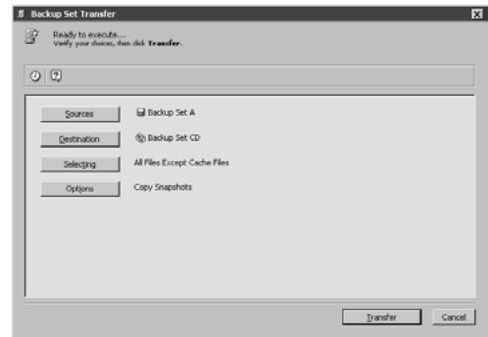 Backup Set Transfer
Ready to execute...
Verify your choices, then click Transfer.
Sources
Backup Set A
Destination
Backup Set CD
Selecting
All Files Except Cache Files
Options
Copy Snapshots
Transfer
Cancel